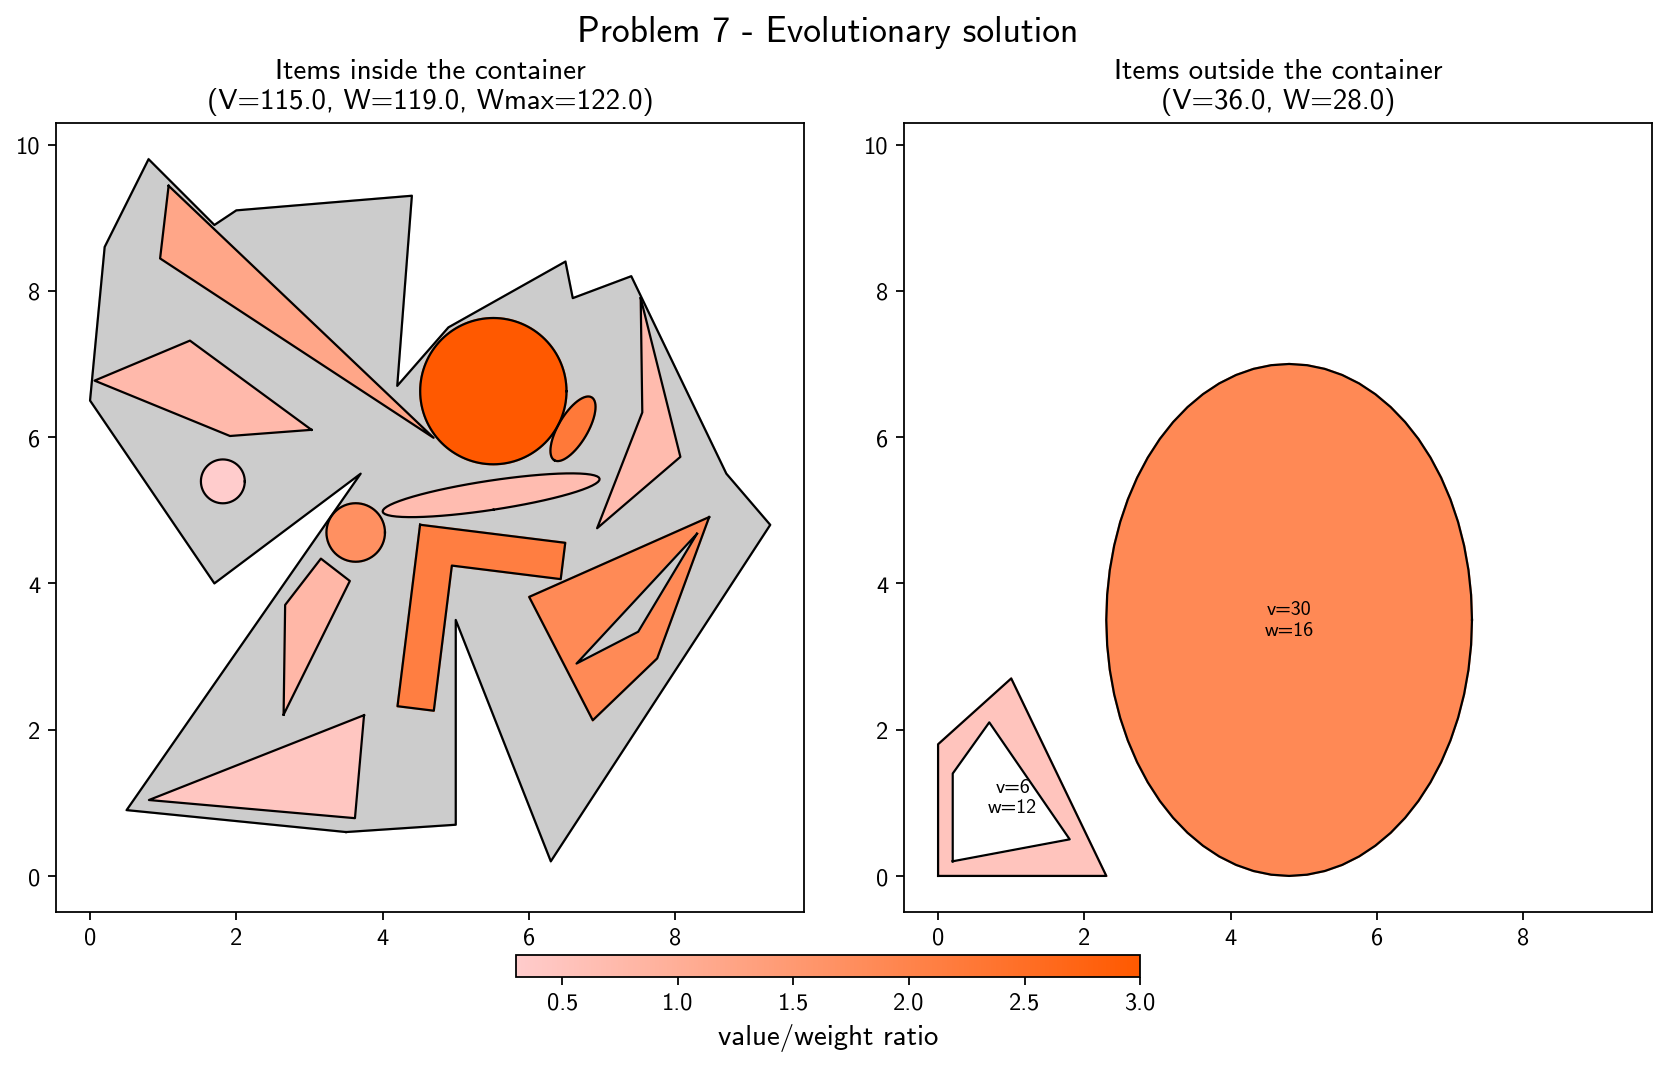 Problem 7 - Evolutionary solution
Items inside the container
(V=115.0, W=119.0, Wmax=122.0)
Items outside the container
(V=36.0, W=28.0)
10
8
6
4
2
0
0 2 4 6 8
10
8
6
4
2
0
v=30
w=16
v=6
w=12
0 2 4 6 8
0.5 1.0 1.5 2.0 2.5 3.0
value/weight ratio